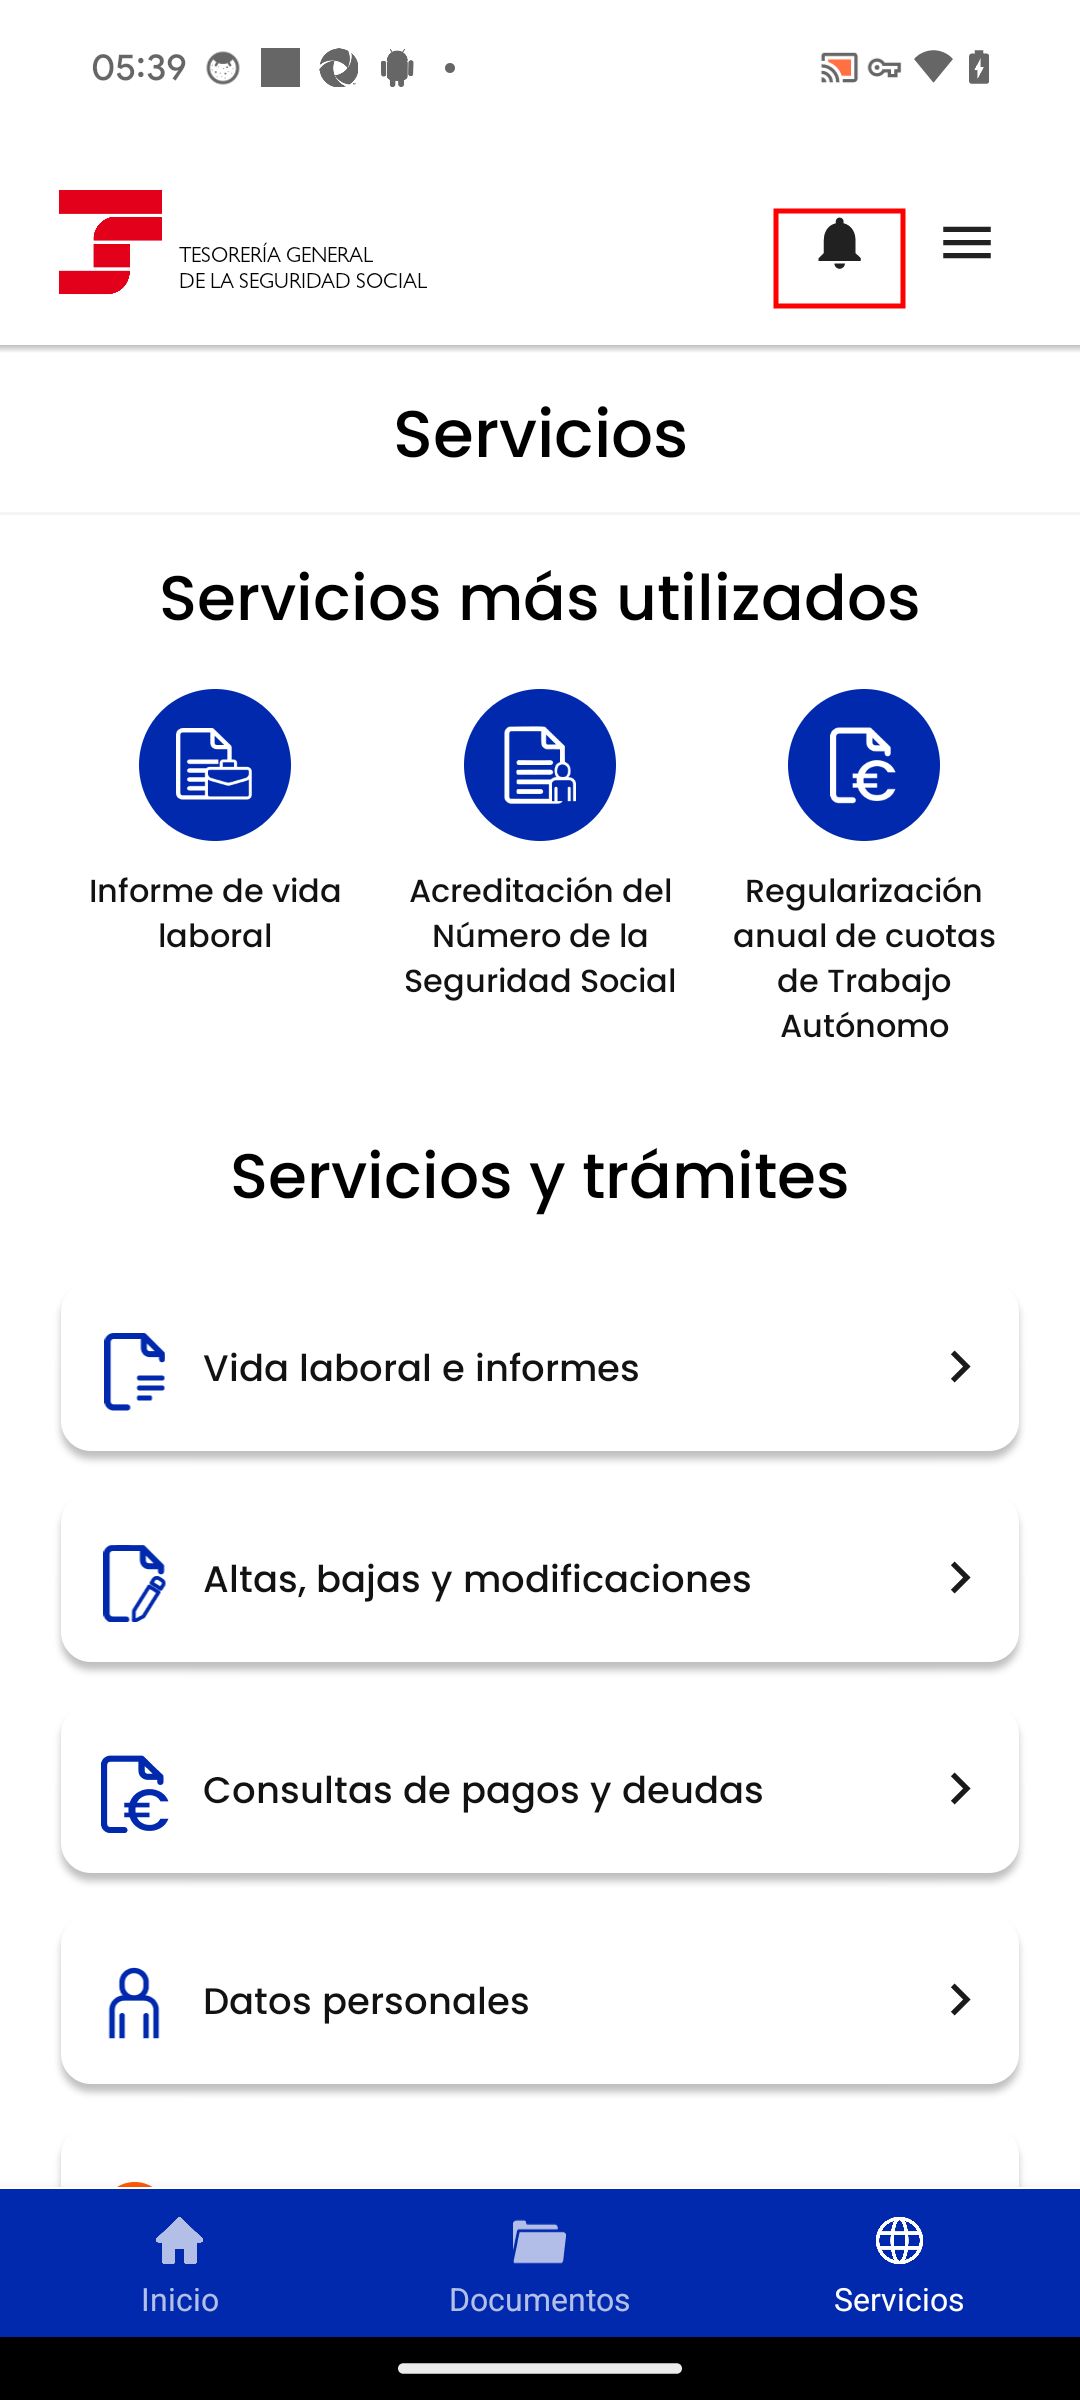 05:39
TESORERÍA GENERAL
DE LA SEGURIDAD SOCIAL
Servicios
Servicios más utilizados
Informe de vida
laboral
Acreditación del
Número de la
Seguridad Social
Regularización
anual de cuotas
de Trabajo
Autónomo
Servicios y trámites
Vida laboral e informes
Altas, bajas y modificaciones
Consultas de pagos y deudas
Datos personales
Inicio
Documentos
Servicios